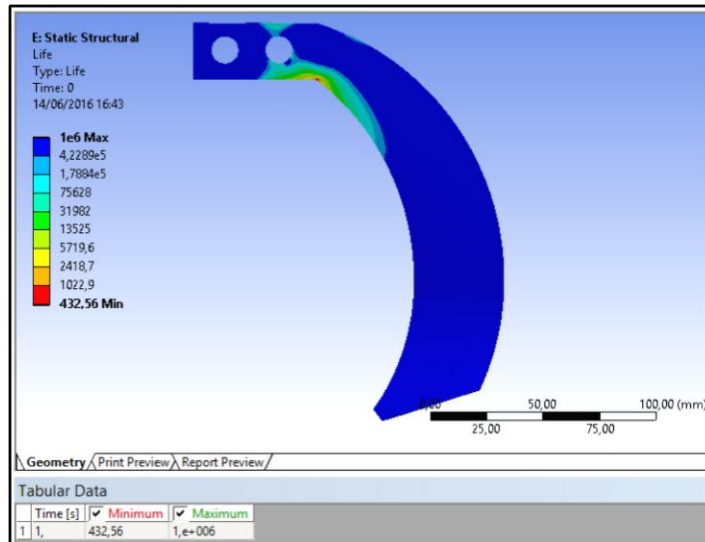 E: Static Structural
Life
Type: Life
Time: 0
14/06/2016 16:43
1e6 Max
4,2289e5
1,7884e5
75628
31982
13525
5719,6
2418,7
1022,9
432,56 Min
0,00 50,00 100,00 (mm)
25,00 75,00
Geometry Print Preview Report Preview
Tabular Data
Time [s] Minimum Maximum
1 1, 432,56 1,e+006